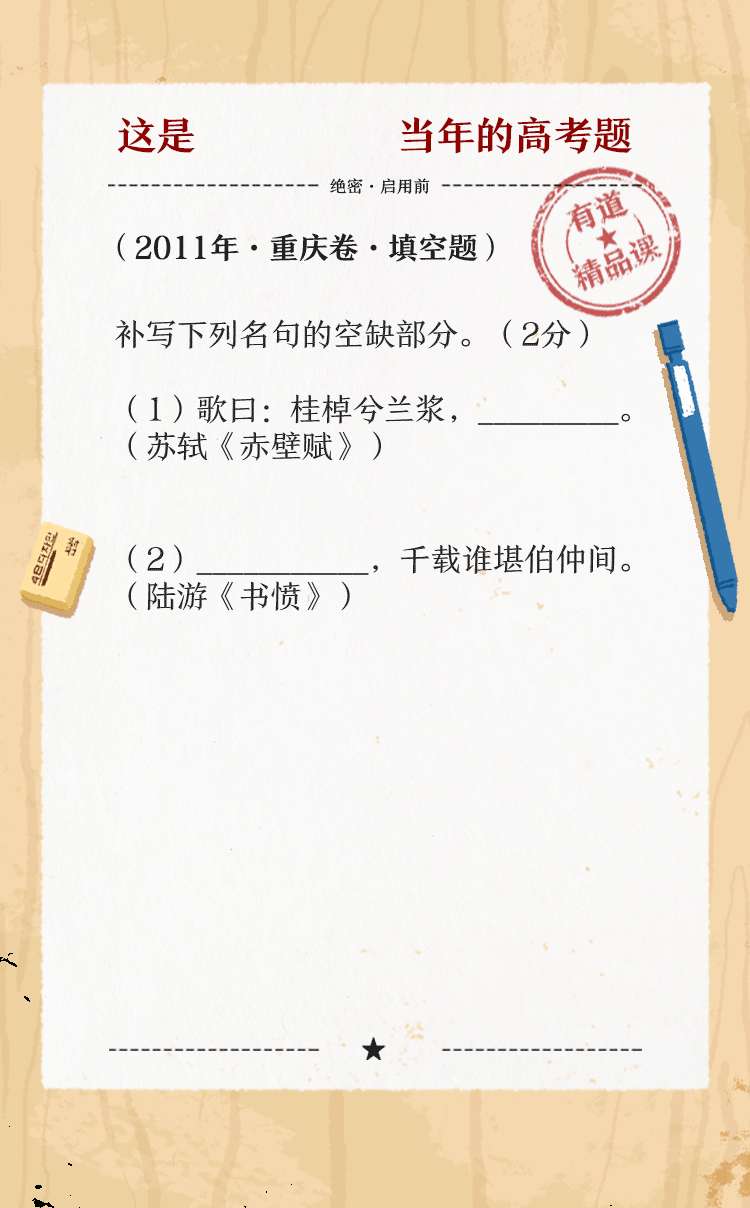 这是 当年的高考题
绝密·启用前
（2011年·重庆卷·填空题）
有道
精品课
补写下列名句的空缺部分。（2分）
（1）歌曰：桂棹兮兰浆，_________。
（苏轼《赤壁赋》）
（2）___________，千载谁堪伯仲间。
（陆游《书愤》）